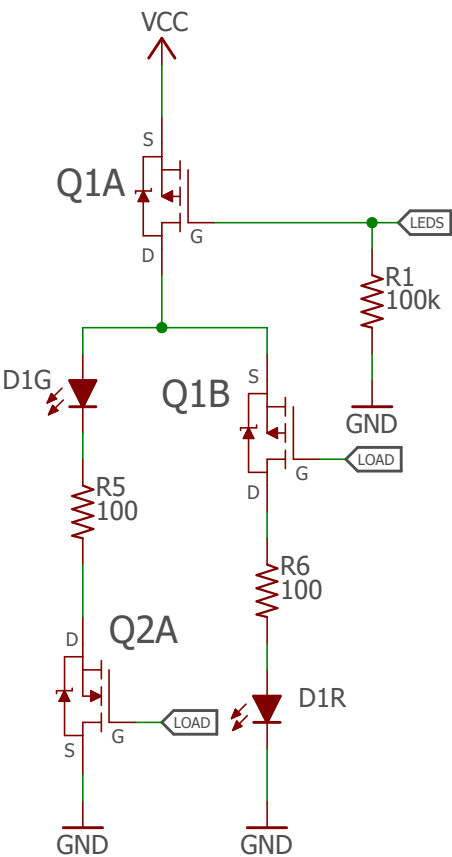 VCC
S
Q1A
G
LEDS
D
R1
100k
D1G
S
Q1B
GND
G
LOAD
D
R5
100
R6
100
D
Q2A
D1R
LOAD
S
G
GND
GND